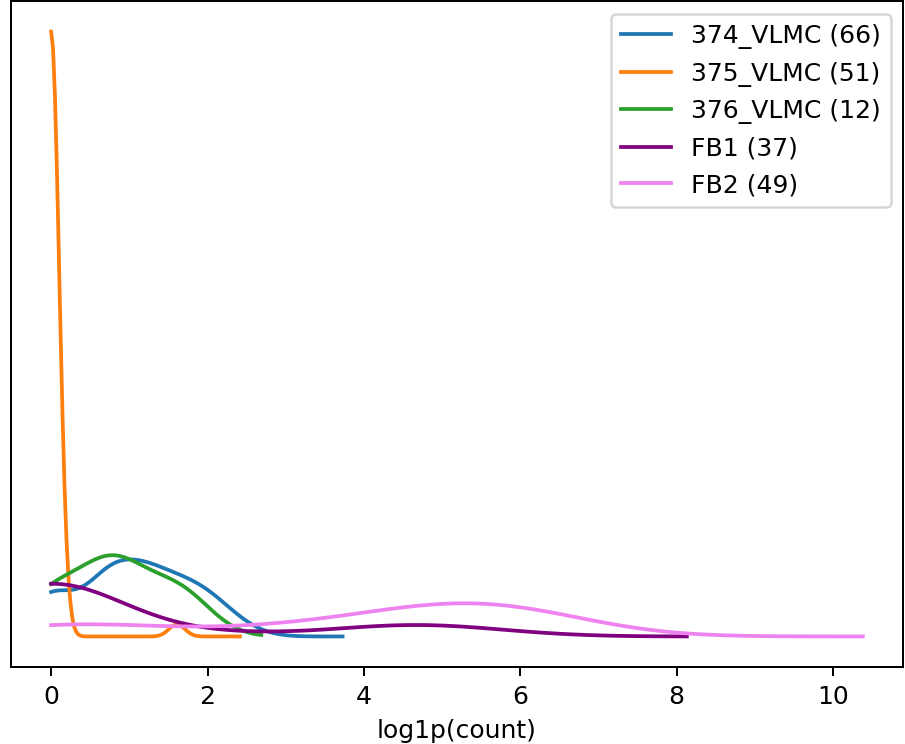 374_VLMC (66)
375_VLMC (51)
376_VLMC (12)
FB1 (37)
FB2 (49)
0 2 4 6 8 10
log1p(count)